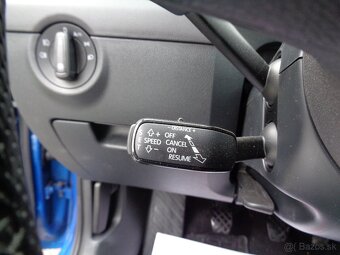 - DISTANCE +
+ OFF
SPEED CANCEL
- ON
RESUME
© Bazos.sk